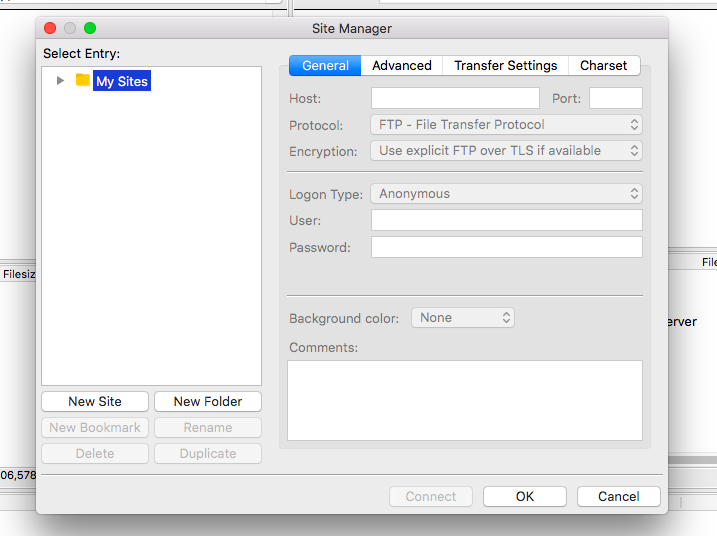 Site Manager
Select Entry:
My Sites
General Advanced Transfer Settings Charset
Host: Port:
Protocol: FTP - File Transfer Protocol
Encryption: Use explicit FTP over TLS if available
Logon Type: Anonymous
User:
Password:
Background color: None
Comments:
New Site New Folder
New Bookmark Rename
Delete Duplicate
Connect OK Cancel
Filesiz
File
erver
06,578